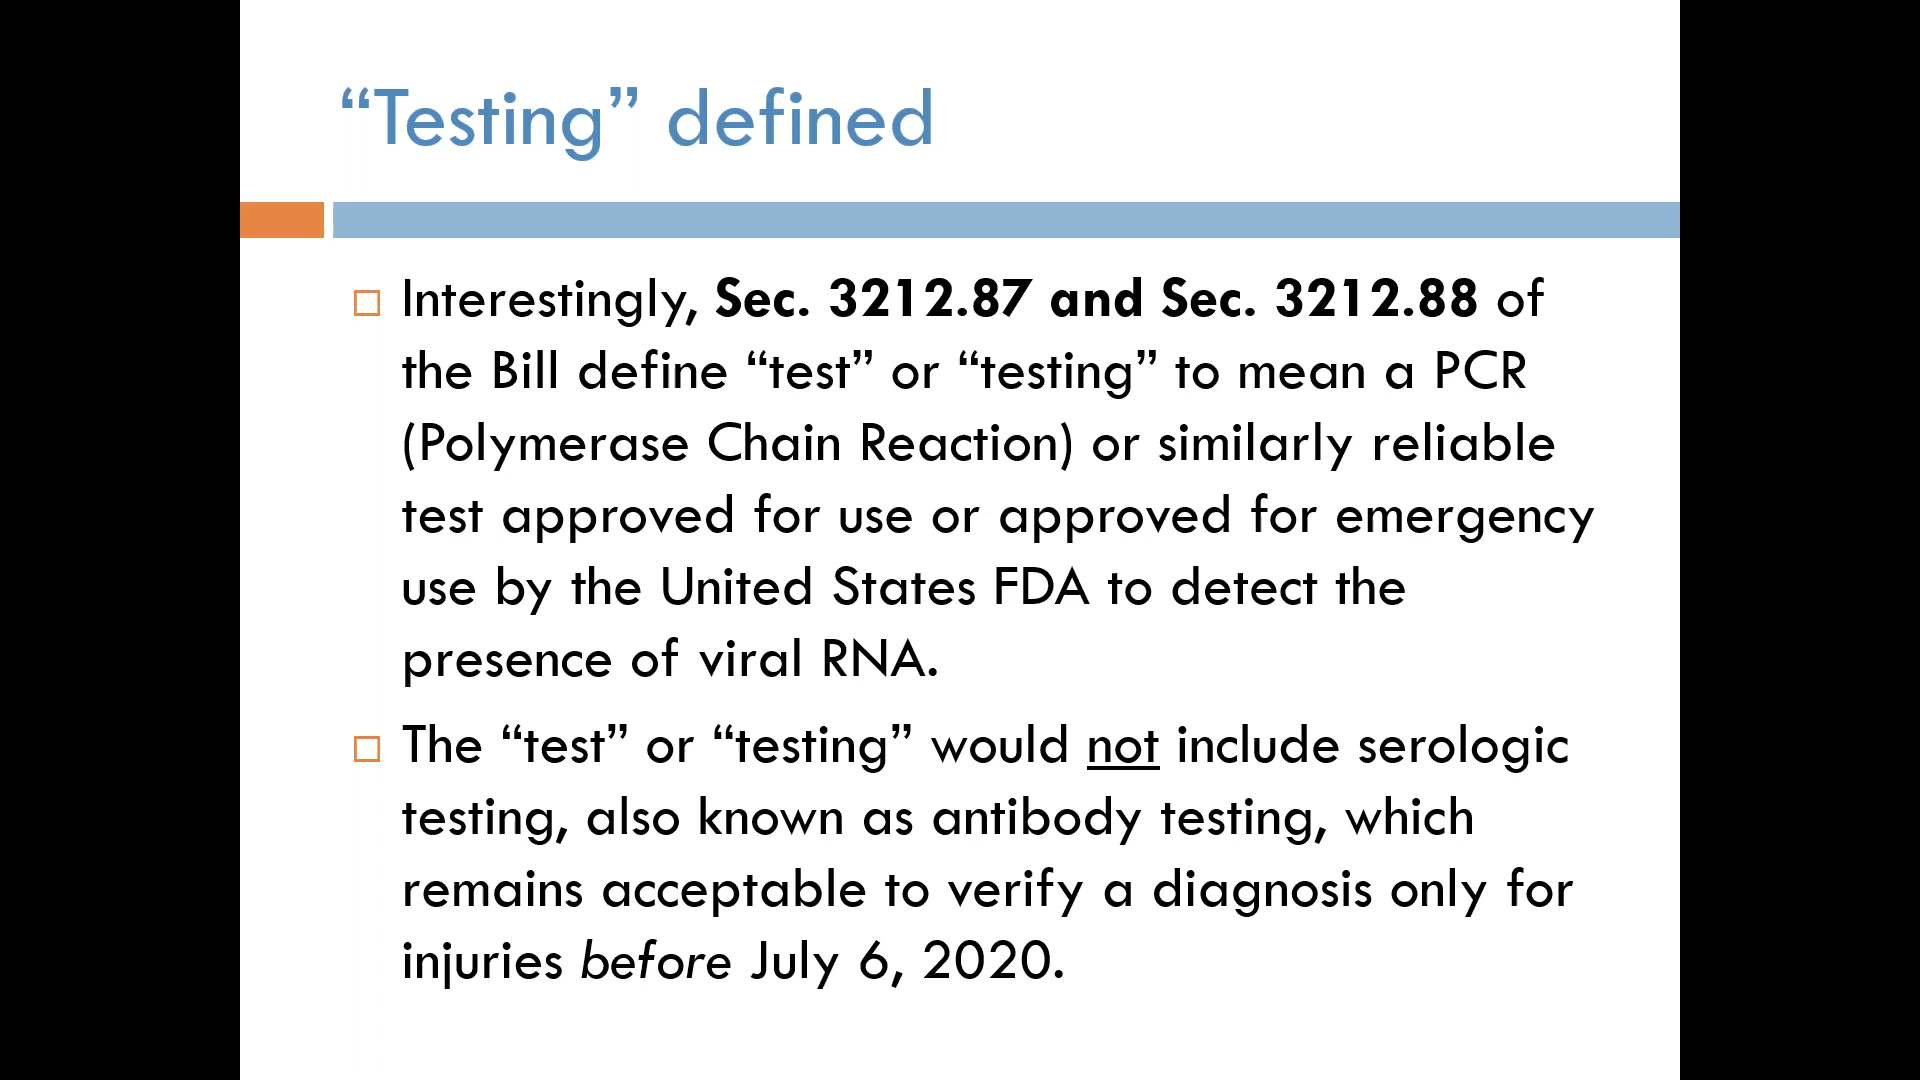 “Testing” defined
Interestingly, Sec. 3212.87 and Sec. 3212.88 of
the Bill define “test” or “testing” to mean a PCR
(Polymerase Chain Reaction) or similarly reliable
test approved for use or approved for emergency
use by the United States FDA to detect the
presence of viral RNA.
The “test” or “testing” would not include serologic
testing, also known as antibody testing, which
remains acceptable to verify a diagnosis only for
injuries before July 6, 2020.